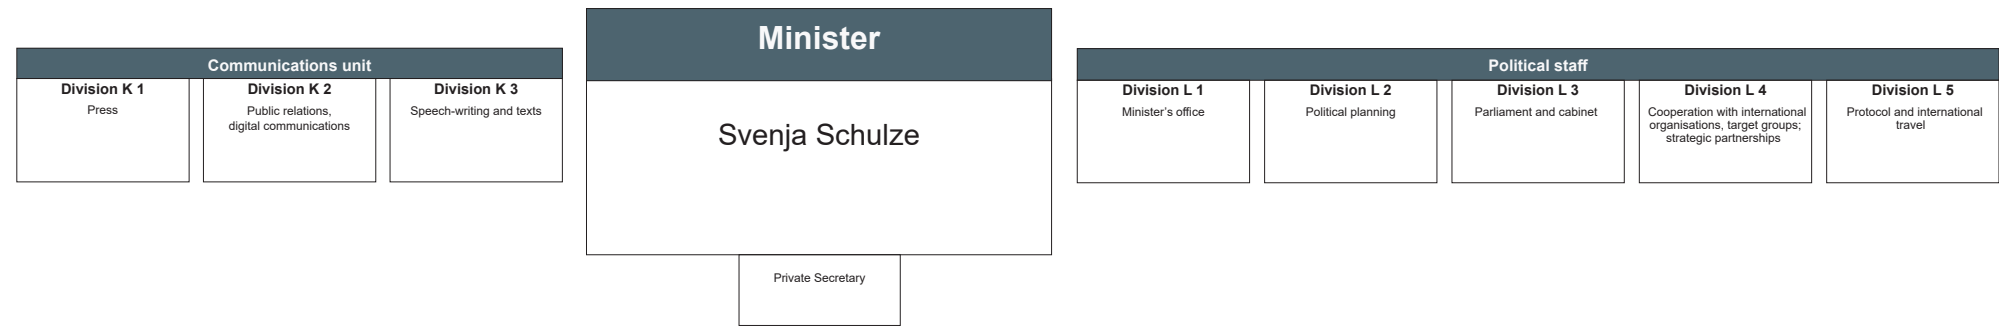 Communications unit
Division K 1
Press
Division K 2
Public relations,
digital communications
Division K 3
Speech-writing and texts
Minister
Svenja Schulze
Private Secretary
Political staff
Division L 1
Minister’s office
Division L 2
Political planning
Division L 3
Parliament and cabinet
Division L 4
Cooperation with international
organisations, target groups;
strategic partnerships
Division L 5
Protocol and international
travel